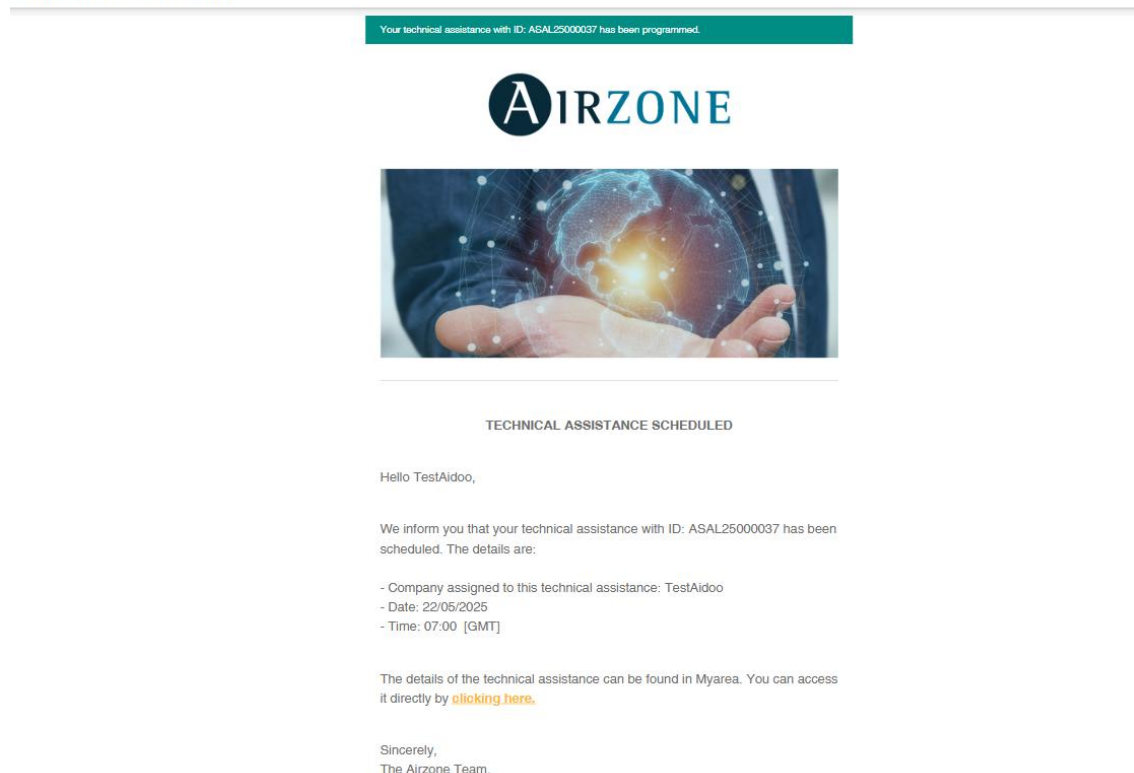 Your technical assistance with ID: ASAL25000037 has been programmed.
AIRZONE
TECHNICAL ASSISTANCE SCHEDULED
Hello TestAidoo,
We inform you that your technical assistance with ID: ASAL25000037 has been
scheduled. The details are:
- Company assigned to this technical assistance: TestAidoo
- Date: 22/05/2025
- Time: 07:00  [GMT]
The details of the technical assistance can be found in Myarea. You can access
it directly by clicking here.
Sincerely,
The Airzone Team.